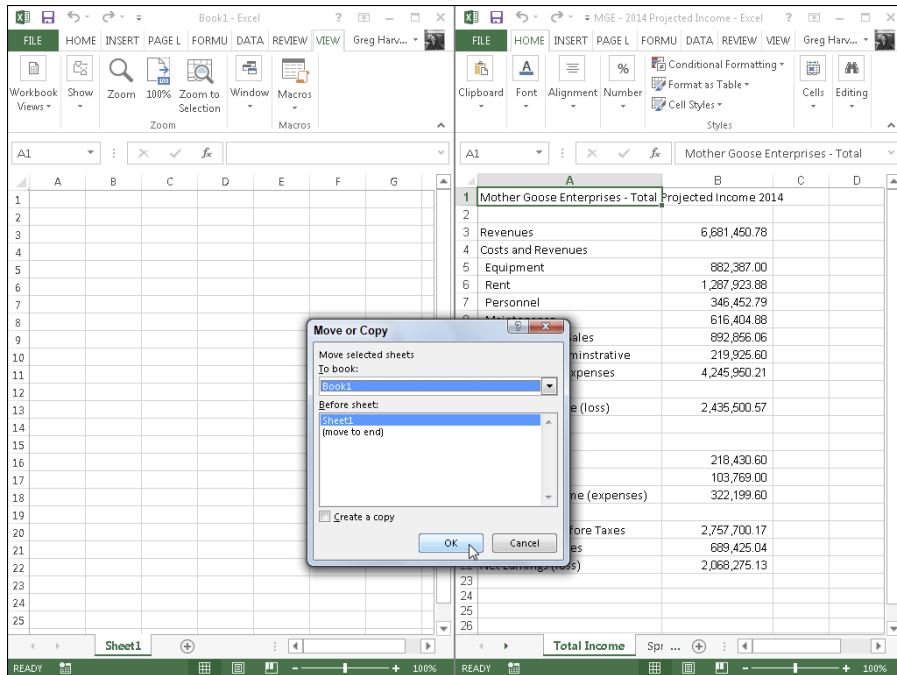 Book1 - Excel
FILE HOME INSERT PAGE L FORMU DATA REVIEW VIEW Greg Harv...
Workbook Views Show Zoom 100% Zoom to Selection Window Macros
Zoom Macros
A1 fx
A B C D E F G
1
2
3
4
5
6
7
8
9
10
11
12
13
14
15
16
17
18
19
20
21
22
23
24
25
Sheet1
READY 100%
MGE - 2014 Projected Income - Excel
FILE HOME INSERT PAGE L FORMU DATA REVIEW VIEW Greg Harv...
Clipboard Font Alignment Number Cells Editing
Conditional Formatting
Format as Table
Cell Styles
Styles
A1 fx Mother Goose Enterprises - Total
A B C D
1 Mother Goose Enterprises - Total Projected Income 2014
2
3 Revenues 6,681,450.78
4 Costs and Revenues
5 Equipment 882,387.00
6 Rent 1,287,923.88
7 Personnel 346,452.79
616,404.88
ales 892,856.06
minstrative 219,925.60
xpenses 4,245,950.21
e (loss) 2,435,500.57
218,430.60
103,769.00
me (expenses) 322,199.60
fore Taxes 2,757,700.17
es 689,425.04
2,068,275.13
23
24
25
26
Total Income Spr ...
READY 100%
Move or Copy
Move selected sheets
To book:
Book1
Before sheet:
Sheet1
(move to end)
Create a copy
OK Cancel